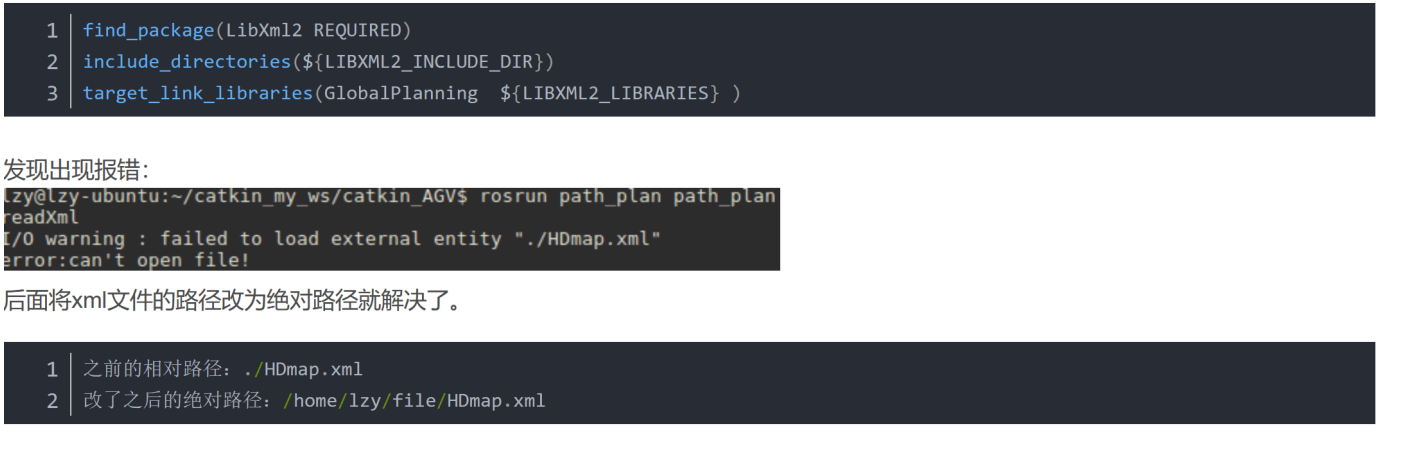 1 find_package(LibXml2 REQUIRED)
2 include_directories(${LIBXML2_INCLUDE_DIR})
3 target_link_libraries(GlobalPlanning  ${LIBXML2_LIBRARIES} )
发现出现报错：
lzy@lzy-ubuntu:~/catkin_my_ws/catkin_AGV$ rosrun path_plan path_plan
readXml
I/O warning : failed to load external entity "./HDmap.xml"
error:can't open file!
后面将xml文件的路径改为绝对路径就解决了。
1 之前的相对路径：./HDmap.xml
2 改了之后的绝对路径：/home/lzy/file/HDmap.xml